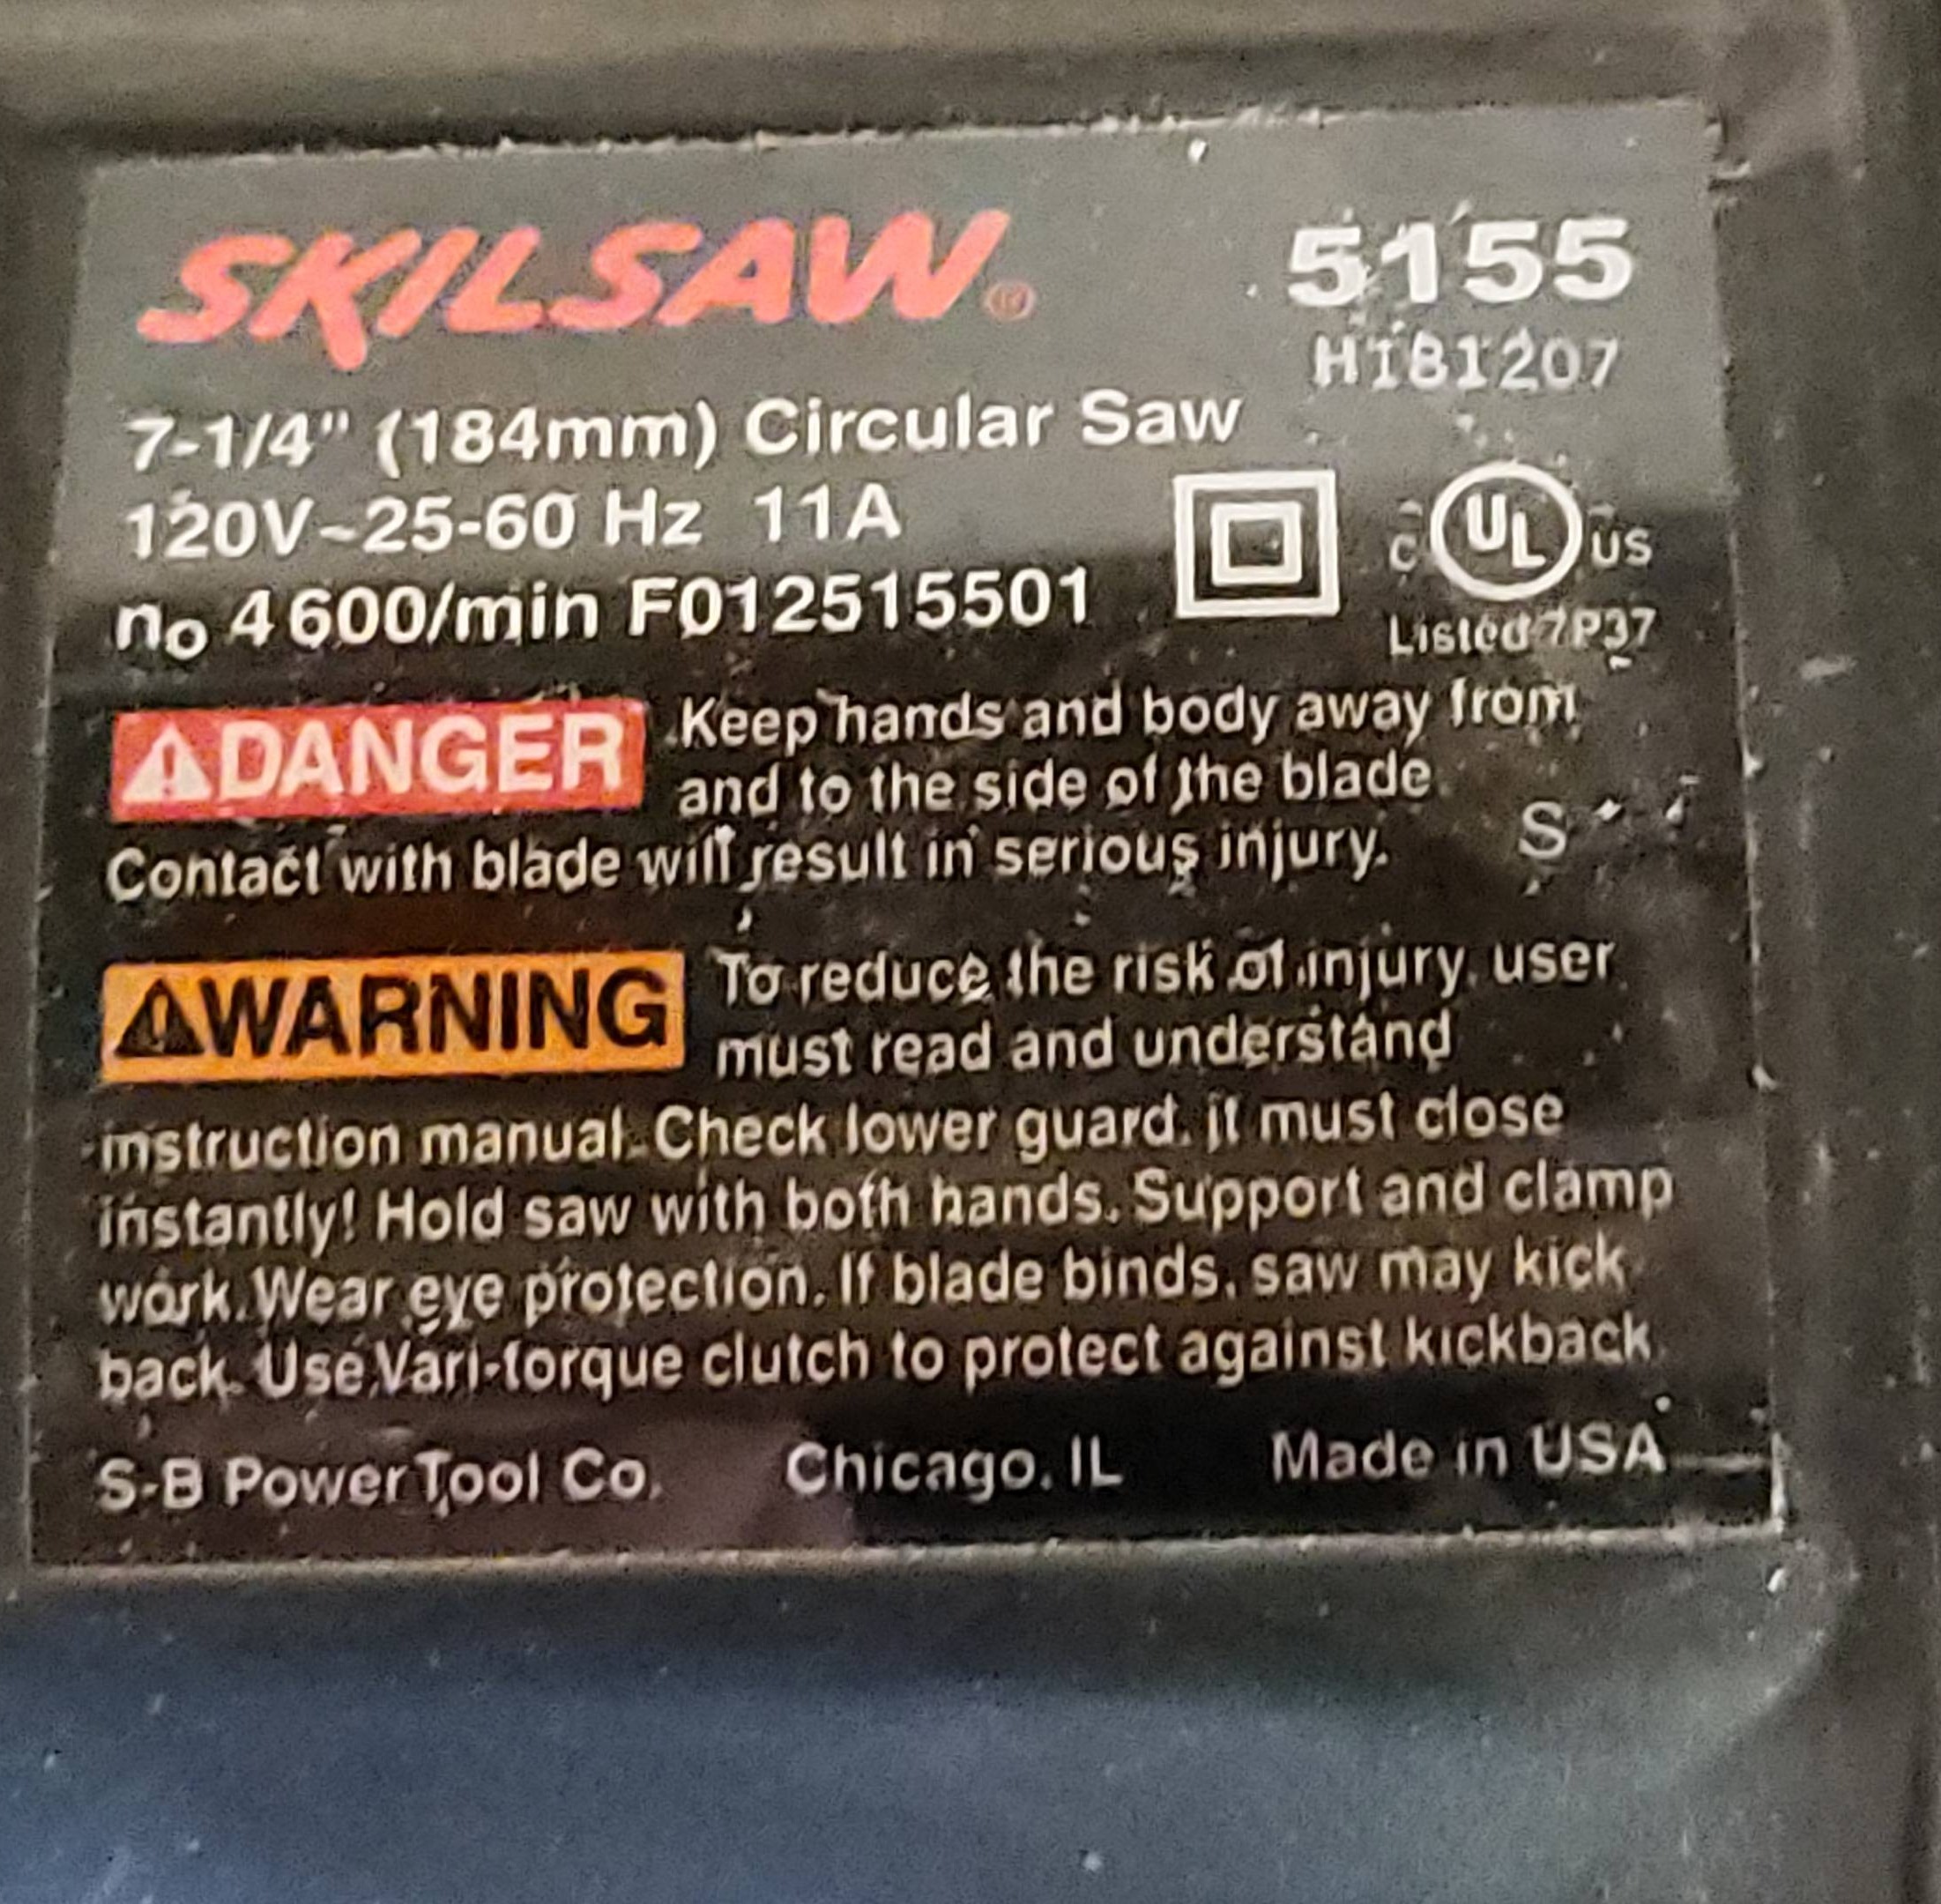 SKILSAW® 5155
HIBI207
7-1/4" (184mm) Circular Saw
120V~25-60 Hz 11A
no 4600/min F012515501
C UL US
Listed 7P37
DANGER Keep hands and body away from
and to the side of the blade.
Contact with blade will result in serious injury. S
WARNING To reduce the risk of injury, user
must read and understand
instruction manual. Check lower guard, it must close
instantly! Hold saw with both hands. Support and clamp
work. Wear eye protection. If blade binds, saw may kick
back. Use Vari-torque clutch to protect against kickback.
S-B Power Tool Co. Chicago, IL Made in USA